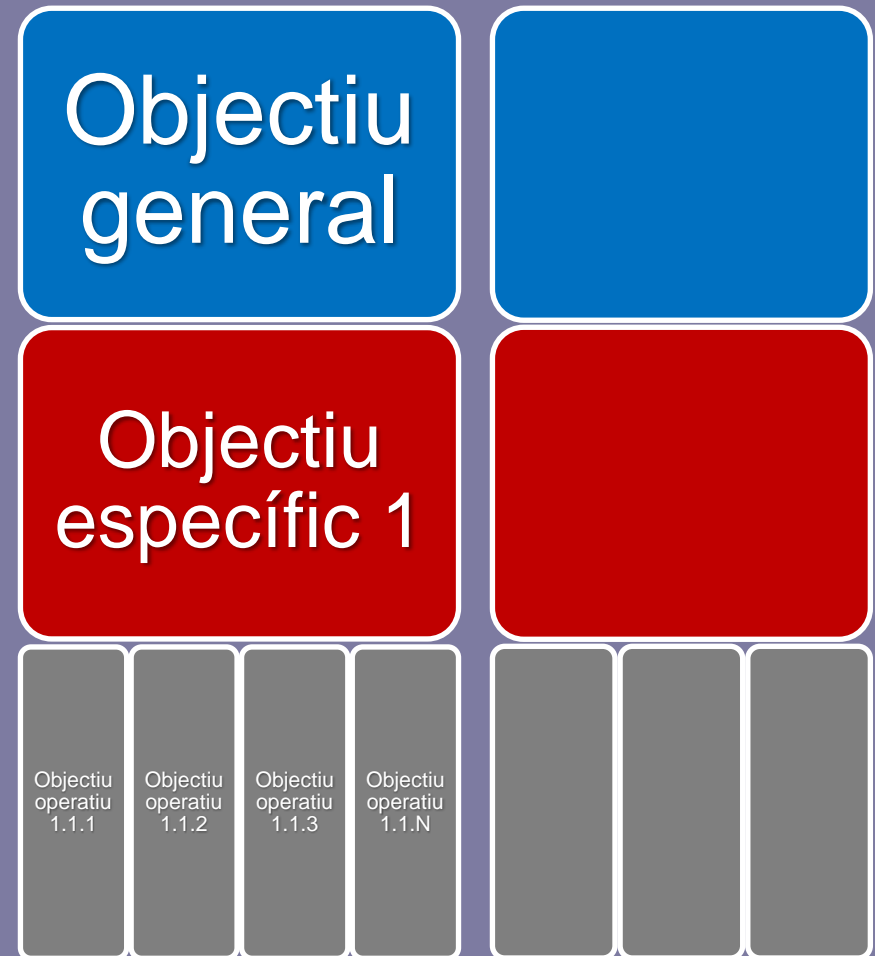 Objectiu
general
Objectiu
específic 1
Objectiu
operatiu
1.1.1
Objectiu
operatiu
1.1.2
Objectiu
operatiu
1.1.3
Objectiu
operatiu
1.1.N